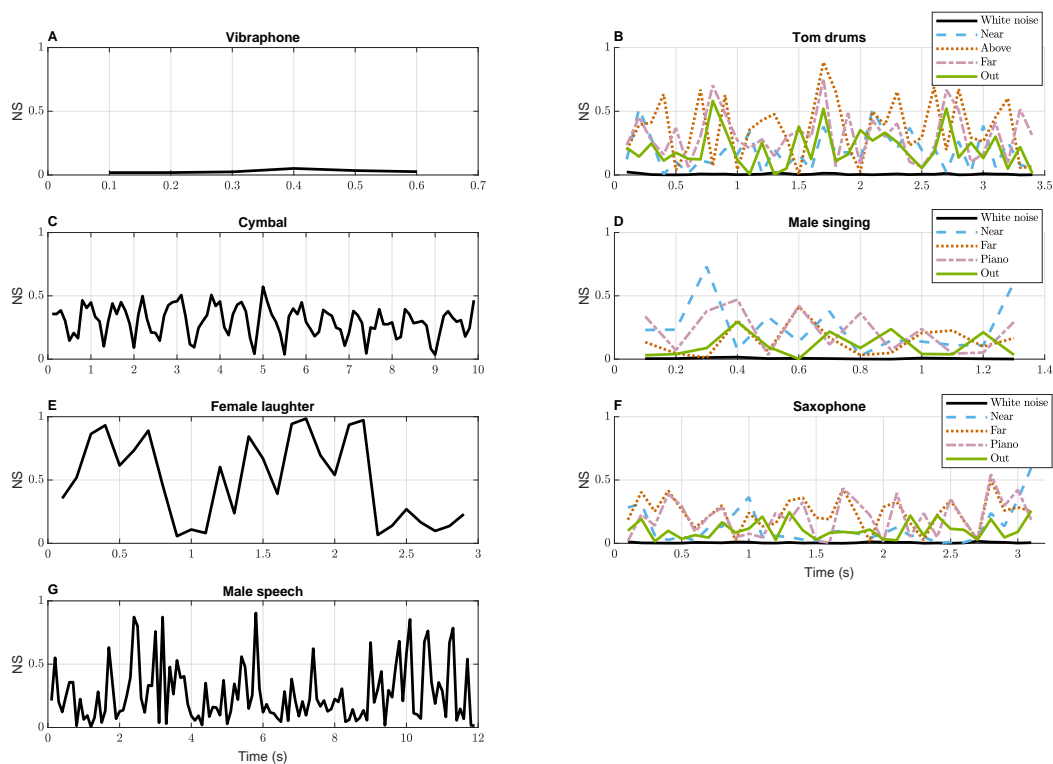 A Vibraphone
1
0.5
0
NS
0 0.1 0.2 0.3 0.4 0.5 0.6 0.7
B Tom drums
White noise
Near
Above
Far
Out
1
0.5
0
NS
0 0.5 1 1.5 2 2.5 3 3.5
C Cymbal
1
0.5
0
NS
0 1 2 3 4 5 6 7 8 9 10
D Male singing
White noise
Near
Far
Piano
Out
1
0.5
0
NS
0 0.2 0.4 0.6 0.8 1 1.2 1.4
E Female laughter
1
0.5
0
NS
0 0.5 1 1.5 2 2.5 3
F Saxophone
White noise
Near
Far
Piano
Out
1
0.5
0
NS
0 0.5 1 1.5 2 2.5 3
Time (s)
G Male speech
1
0.5
0
NS
0 2 4 6 8 10 12
Time (s)